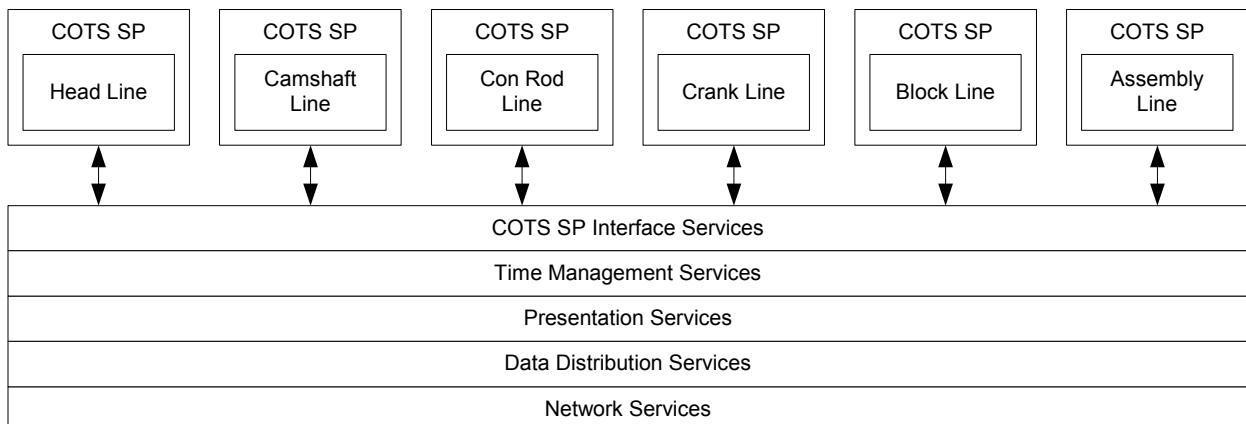 COTS SP
Head Line
COTS SP
Camshaft
Line
COTS SP
Con Rod
Line
COTS SP
Crank Line
COTS SP
Block Line
COTS SP
Assembly
Line
COTS SP Interface Services
Time Management Services
Presentation Services
Data Distribution Services
Network Services